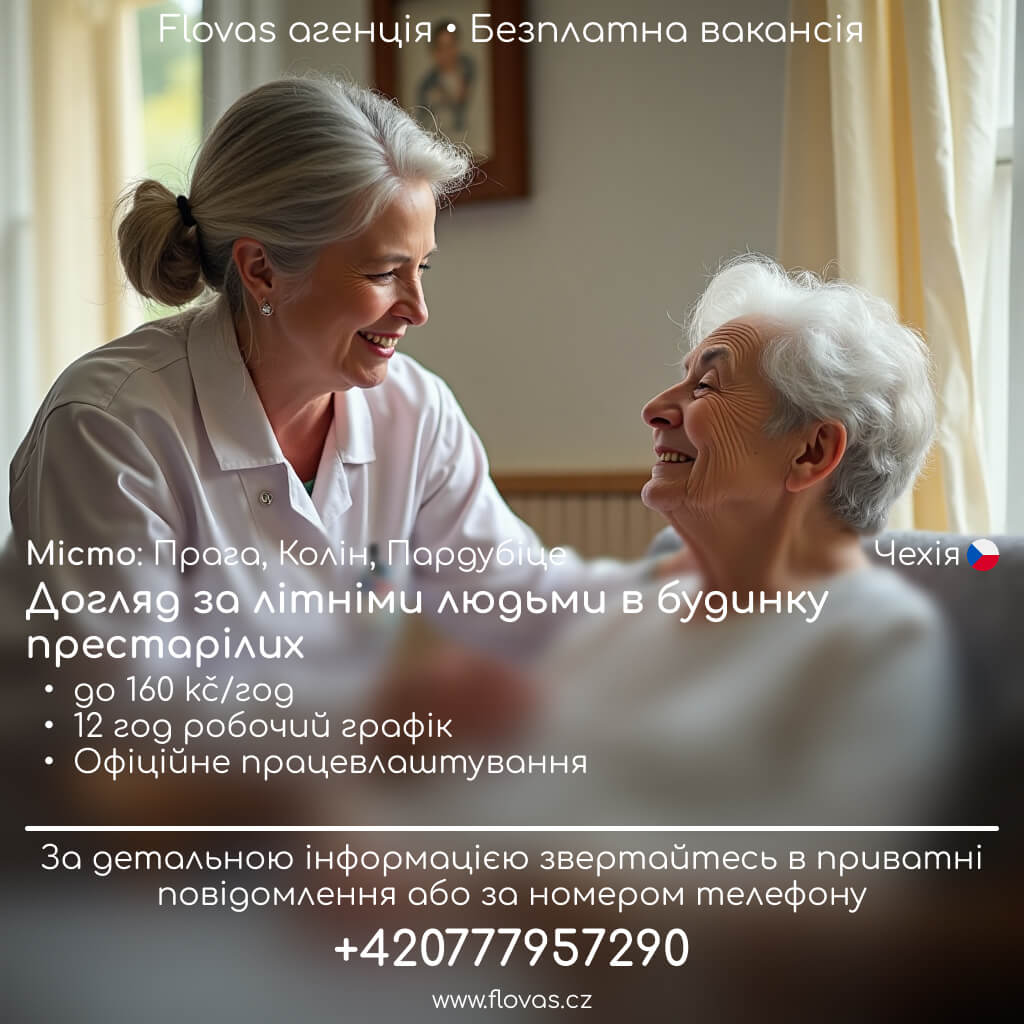 Flovas агенція • Безплатна вакансія
Місто: Прага, Колін, Пардубіце
Чехія
Догляд за літніми людьми в будинку
престарілих
• до 160 kč/год
• 12 год робочий графік
• Офіційне працевлаштування
За детальною інформацією звертайтесь в приватні
повідомлення або за номером телефону
+420777957290
www.flovas.cz